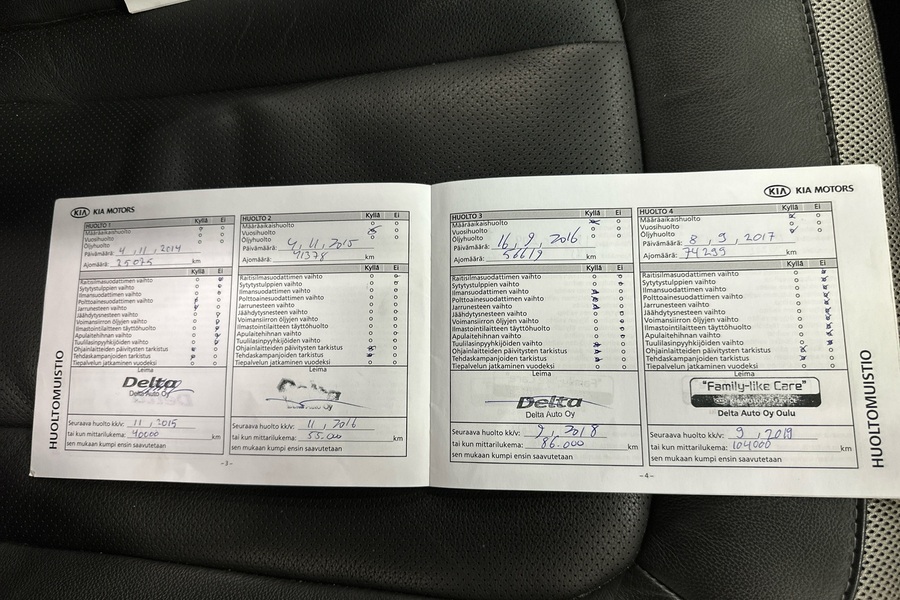 KIA KIA MOTORS
HUOLTO 1
Kyllä Ei
Määräaikaishuolto
Vuosihuolto
Öljyhuolto
Päivämäärä: 4 , 11 , 2014
Ajomäärä: 25075 km
Kyllä Ei
Raitisilmasuodattimen vaihto
Sytytystulppien vaihto
Ilmansuodattimen vaihto
Polttoainesuodattimen vaihto
Jarrunesteen vaihto
Jäähdytysnesteen vaihto
Voimansiirron öljyjen vaihto
Ilmastointilaitteen täyttöhuolto
Apulaitehihnan vaihto
Tuulilasinpyyhkijöiden vaihto
Ohjainlaitteiden päivitysten tarkistus
Tehdaskampanjoiden tarkistus
Tiepalvelun jatkaminen vuodeksi
Leima
Delta
Delta Auto Oy
Seuraava huolto kk/v: 11 , 2015
tai kun mittarilukema: 40000 km
sen mukaan kumpi ensin saavutetaan
HUOLTO 2
Kyllä Ei
Määräaikaishuolto
Vuosihuolto
Öljyhuolto
Päivämäärä: 4 , 11 , 2015
Ajomäärä: 41378 km
Kyllä Ei
Raitisilmasuodattimen vaihto
Sytytystulppien vaihto
Ilmansuodattimen vaihto
Polttoainesuodattimen vaihto
Jarrunesteen vaihto
Jäähdytysnesteen vaihto
Voimansiirron öljyjen vaihto
Ilmastointilaitteen täyttöhuolto
Apulaitehihnan vaihto
Tuulilasinpyyhkijöiden vaihto
Ohjainlaitteiden päivitysten tarkistus
Tehdaskampanjoiden tarkistus
Tiepalvelun jatkaminen vuodeksi
Leima
Seuraava huolto kk/v: 11 , 2016
tai kun mittarilukema: 55.000 km
sen mukaan kumpi ensin saavutetaan
HUOLTOMUISTIO
-3-
KIA KIA MOTORS
HUOLTO 3
Kyllä Ei
Määräaikaishuolto
Vuosihuolto
Öljyhuolto
Päivämäärä: 16 , 9 , 2016
Ajomäärä: 56619 km
Kyllä Ei
Raitisilmasuodattimen vaihto
Sytytystulppien vaihto
Ilmansuodattimen vaihto
Polttoainesuodattimen vaihto
Jarrunesteen vaihto
Jäähdytysnesteen vaihto
Voimansiirron öljyjen vaihto
Ilmastointilaitteen täyttöhuolto
Apulaitehihnan vaihto
Tuulilasinpyyhkijöiden vaihto
Ohjainlaitteiden päivitysten tarkistus
Tehdaskampanjoiden tarkistus
Tiepalvelun jatkaminen vuodeksi
Leima
Delta
Delta Auto Oy
Seuraava huolto kk/v: 9 , 2018
tai kun mittarilukema: 86.000 km
sen mukaan kumpi ensin saavutetaan
HUOLTO 4
Kyllä Ei
Määräaikaishuolto
Vuosihuolto
Öljyhuolto
Päivämäärä: 8 , 9 , 2017
Ajomäärä: 74299 km
Kyllä Ei
Raitisilmasuodattimen vaihto
Sytytystulppien vaihto
Ilmansuodattimen vaihto
Polttoainesuodattimen vaihto
Jarrunesteen vaihto
Jäähdytysnesteen vaihto
Voimansiirron öljyjen vaihto
Ilmastointilaitteen täyttöhuolto
Apulaitehihnan vaihto
Tuulilasinpyyhkijöiden vaihto
Ohjainlaitteiden päivitysten tarkistus
Tehdaskampanjoiden tarkistus
Tiepalvelun jatkaminen vuodeksi
Leima
"Family-like Care"
Delta Auto Oy Oulu
Seuraava huolto kk/v: 9 , 2019
tai kun mittarilukema: 104000 km
sen mukaan kumpi ensin saavutetaan
HUOLTOMUISTIO
-4-